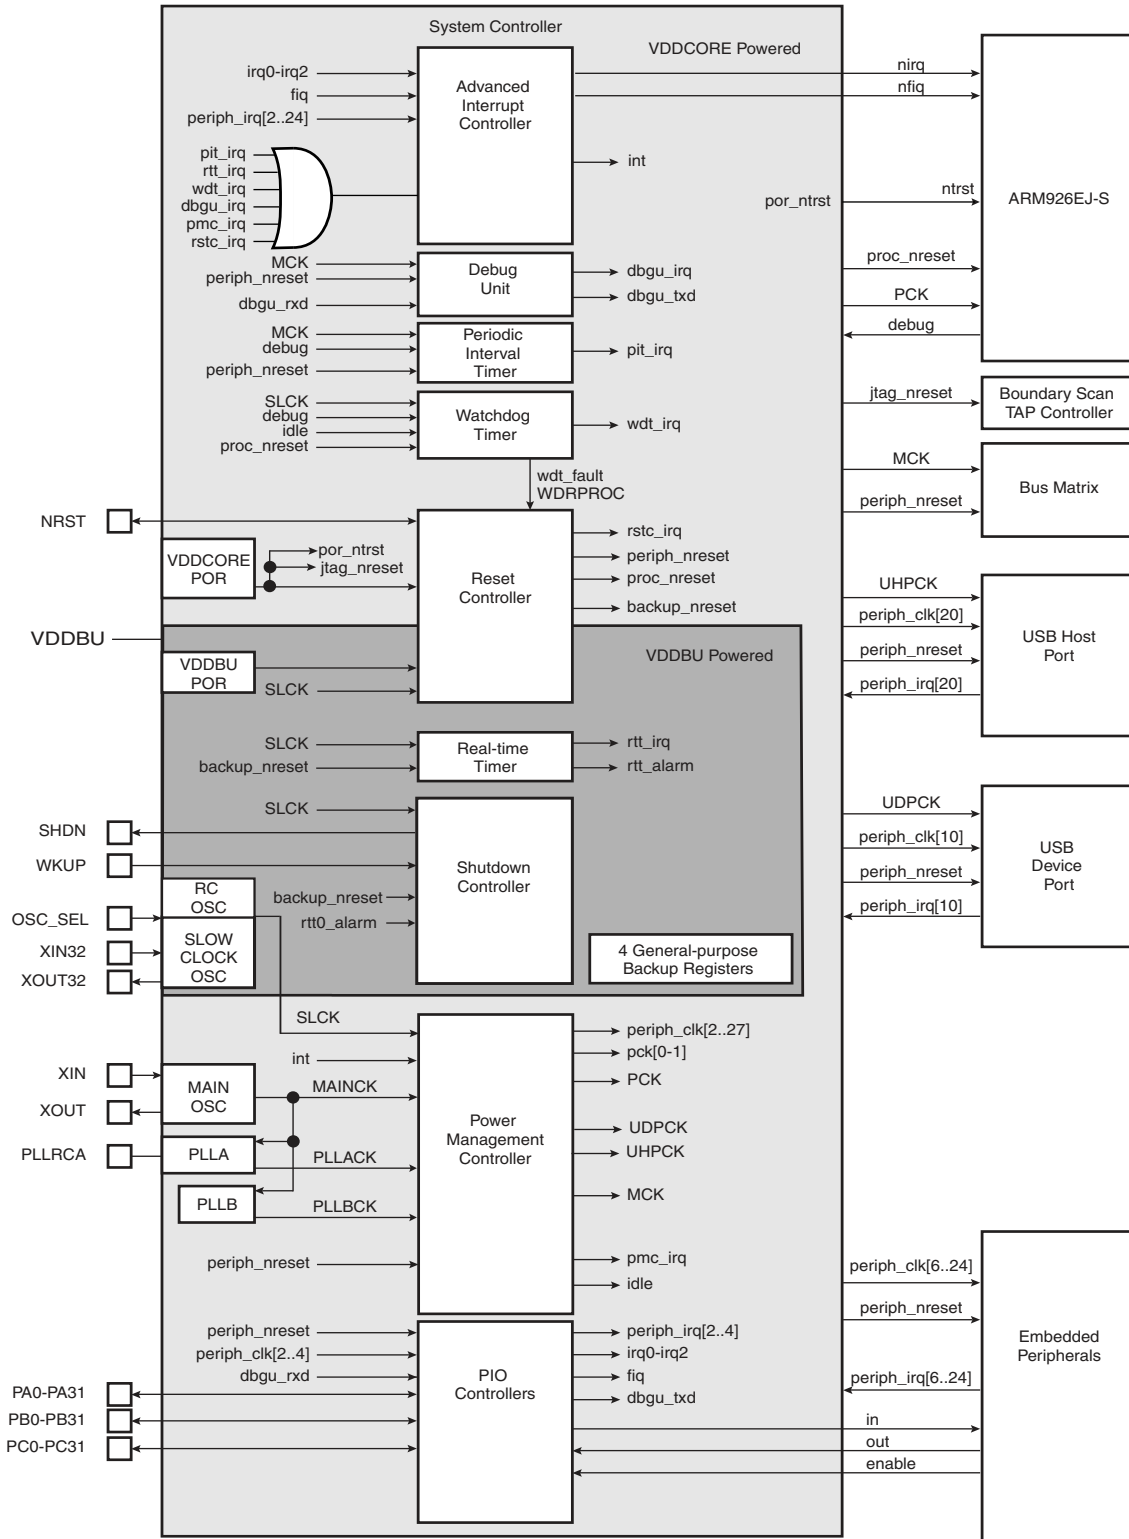 System Controller
VDDCORE Powered
irq0-irq2
fiq
periph_irq[2..24]
Advanced
Interrupt
Controller
nirq
nfiq
int
pit_irq
rtt_irq
wdt_irq
dbgu_irq
pmc_irq
rstc_irq
por_ntrst
ntrst
ARM926EJ-S
proc_nreset
PCK
debug
MCK
periph_nreset
dbgu_rxd
Debug
Unit
dbgu_irq
dbgu_txd
MCK
debug
periph_nreset
Periodic
Interval
Timer
pit_irq
SLCK
debug
idle
proc_nreset
Watchdog
Timer
wdt_irq
jtag_nreset
Boundary Scan
TAP Controller
wdt_fault
WDRPROC
MCK
periph_nreset
Bus Matrix
NRST
VDDCORE
POR
por_ntrst
jtag_nreset
Reset
Controller
rstc_irq
periph_nreset
proc_nreset
backup_nreset
VDDBU
VDDBU Powered
VDDBU
POR
SLCK
UHPCK
periph_clk[20]
periph_nreset
periph_irq[20]
USB Host
Port
SLCK
backup_nreset
Real-time
Timer
rtt_irq
rtt_alarm
SLCK
SHDN
WKUP
backup_nreset
rtt0_alarm
Shutdown
Controller
UDPCK
periph_clk[10]
periph_nreset
periph_irq[10]
USB
Device
Port
RC
OSC
OSC_SEL
XIN32
XOUT32
SLOW
CLOCK
OSC
4 General-purpose
Backup Registers
SLCK
int
XIN
XOUT
MAIN
OSC
MAINCK
PLLRCA
PLLA
PLLACK
PLLB
PLLBCK
periph_nreset
Power
Management
Controller
periph_clk[2..27]
pck[0-1]
PCK
UDPCK
UHPCK
MCK
pmc_irq
idle
periph_nreset
periph_clk[2..4]
dbgu_rxd
PA0-PA31
PB0-PB31
PC0-PC31
PIO
Controllers
periph_irq[2..4]
irq0-irq2
fiq
dbgu_txd
periph_clk[6..24]
periph_nreset
periph_irq[6..24]
in
out
enable
Embedded
Peripherals